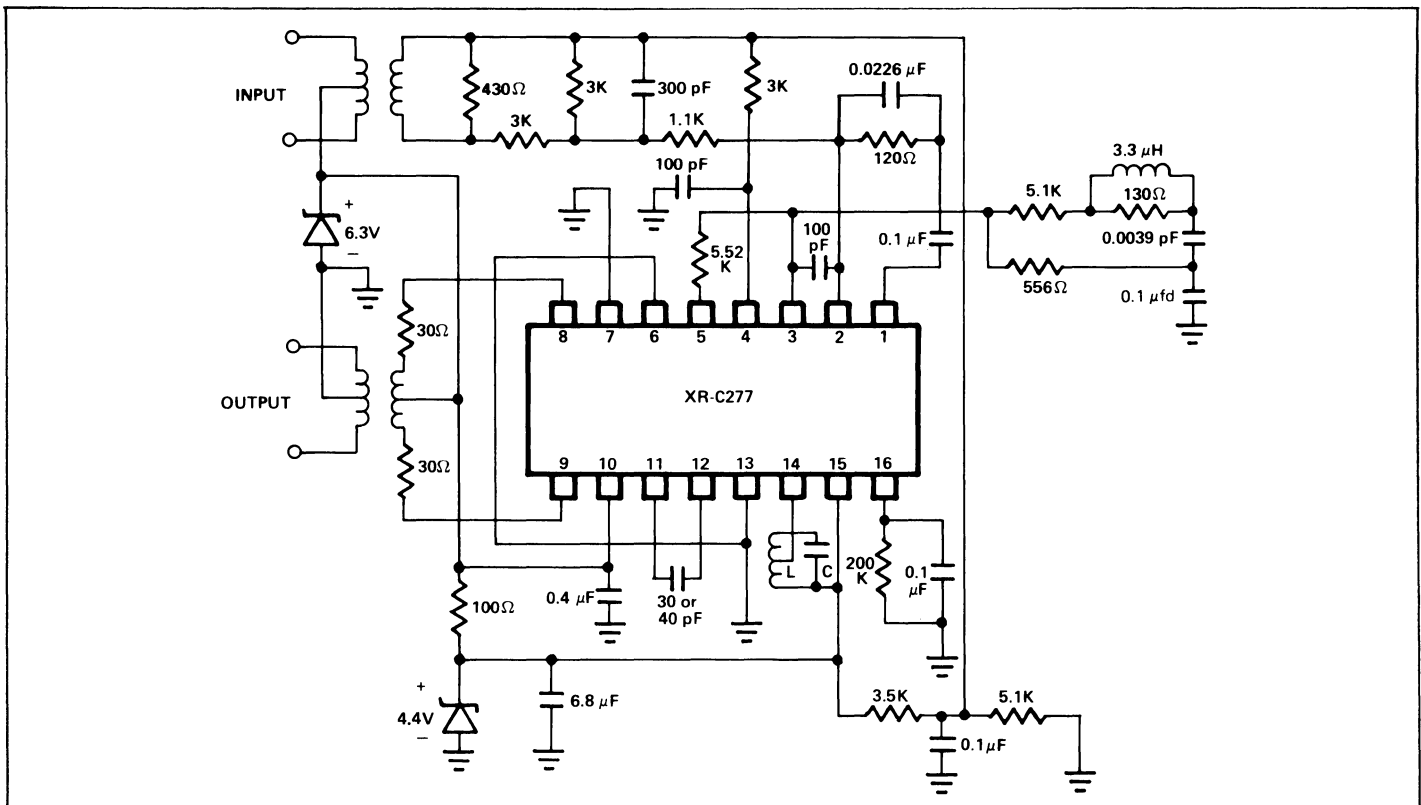 INPUT
430Ω
3K
3K
300 pF
1.1K
3K
0.0226 μF
120Ω
100 pF
+
6.3V
−
5.52
K
100
pF
0.1 μF
5.1K
3.3 μH
130Ω
0.0039 pF
556Ω
0.1 μfd
30Ω
OUTPUT
30Ω
8 7 6 5 4 3 2 1
XR-C277
9 10 11 12 13 14 15 16
100Ω
0.4 μF
30 or
40 pF
L C
200
K
0.1
μF
+
4.4V
−
6.8 μF
3.5K
5.1K
0.1μF